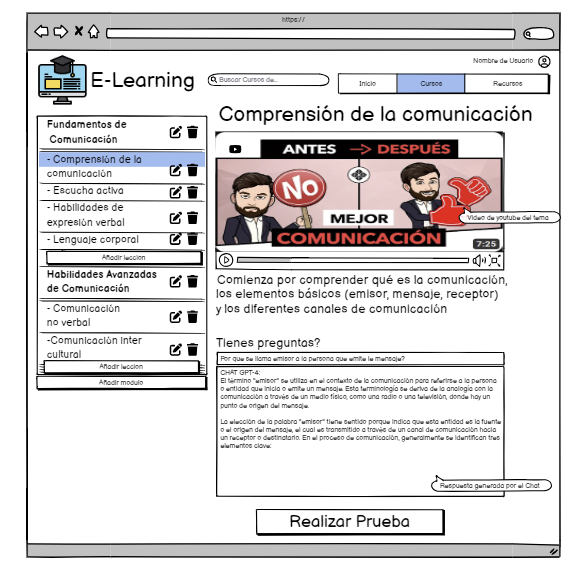 https://
Nombre de Usuario
E-Learning
Buscar Cursos de..
Inicio
Cursos
Recursos
Fundamentos de
Comunicación
- Comprensión de la
comunicación
- Escucha activa
- Habilidades de
expresión verbal
- Lenguaje corporal
Añadir leccion
Habilidades Avanzadas
de Comunicación
- Comunicación
no verbal
-Comunicación Inter
cultural
Añadir leccion
Añadir modulo
Comprensión de la comunicación
ANTES → DESPUÉS
No
MEJOR
COMUNICACIÓN
7:25
Video de youtube del tema
Comienza por comprender qué es la comunicación,
los elementos básicos (emisor, mensaje, receptor)
y los diferentes canales de comunicación
Tienes preguntas?
Por que se llama emisor a la persona que emite le mensaje?
CHAT GPT-4:
El término "emisor" se utiliza en el contexto de la comunicación para referirse a la persona
o entidad que inicia o emite un mensaje. Esta terminología se deriva de la analogía con la
comunicación a través de un medio físico, como una radio o una televisión, donde hay un
punto de origen del mensaje.
La elección de la palabra "emisor" tiene sentido porque indica que esta entidad es la fuente
o el origen del mensaje, el cual es transmitido a través de un canal de comunicación hacia
un receptor o destinatario. En el proceso de comunicación, generalmente se identifican tres
elementos clave:
Respuesta generada por el Chat
Realizar Prueba